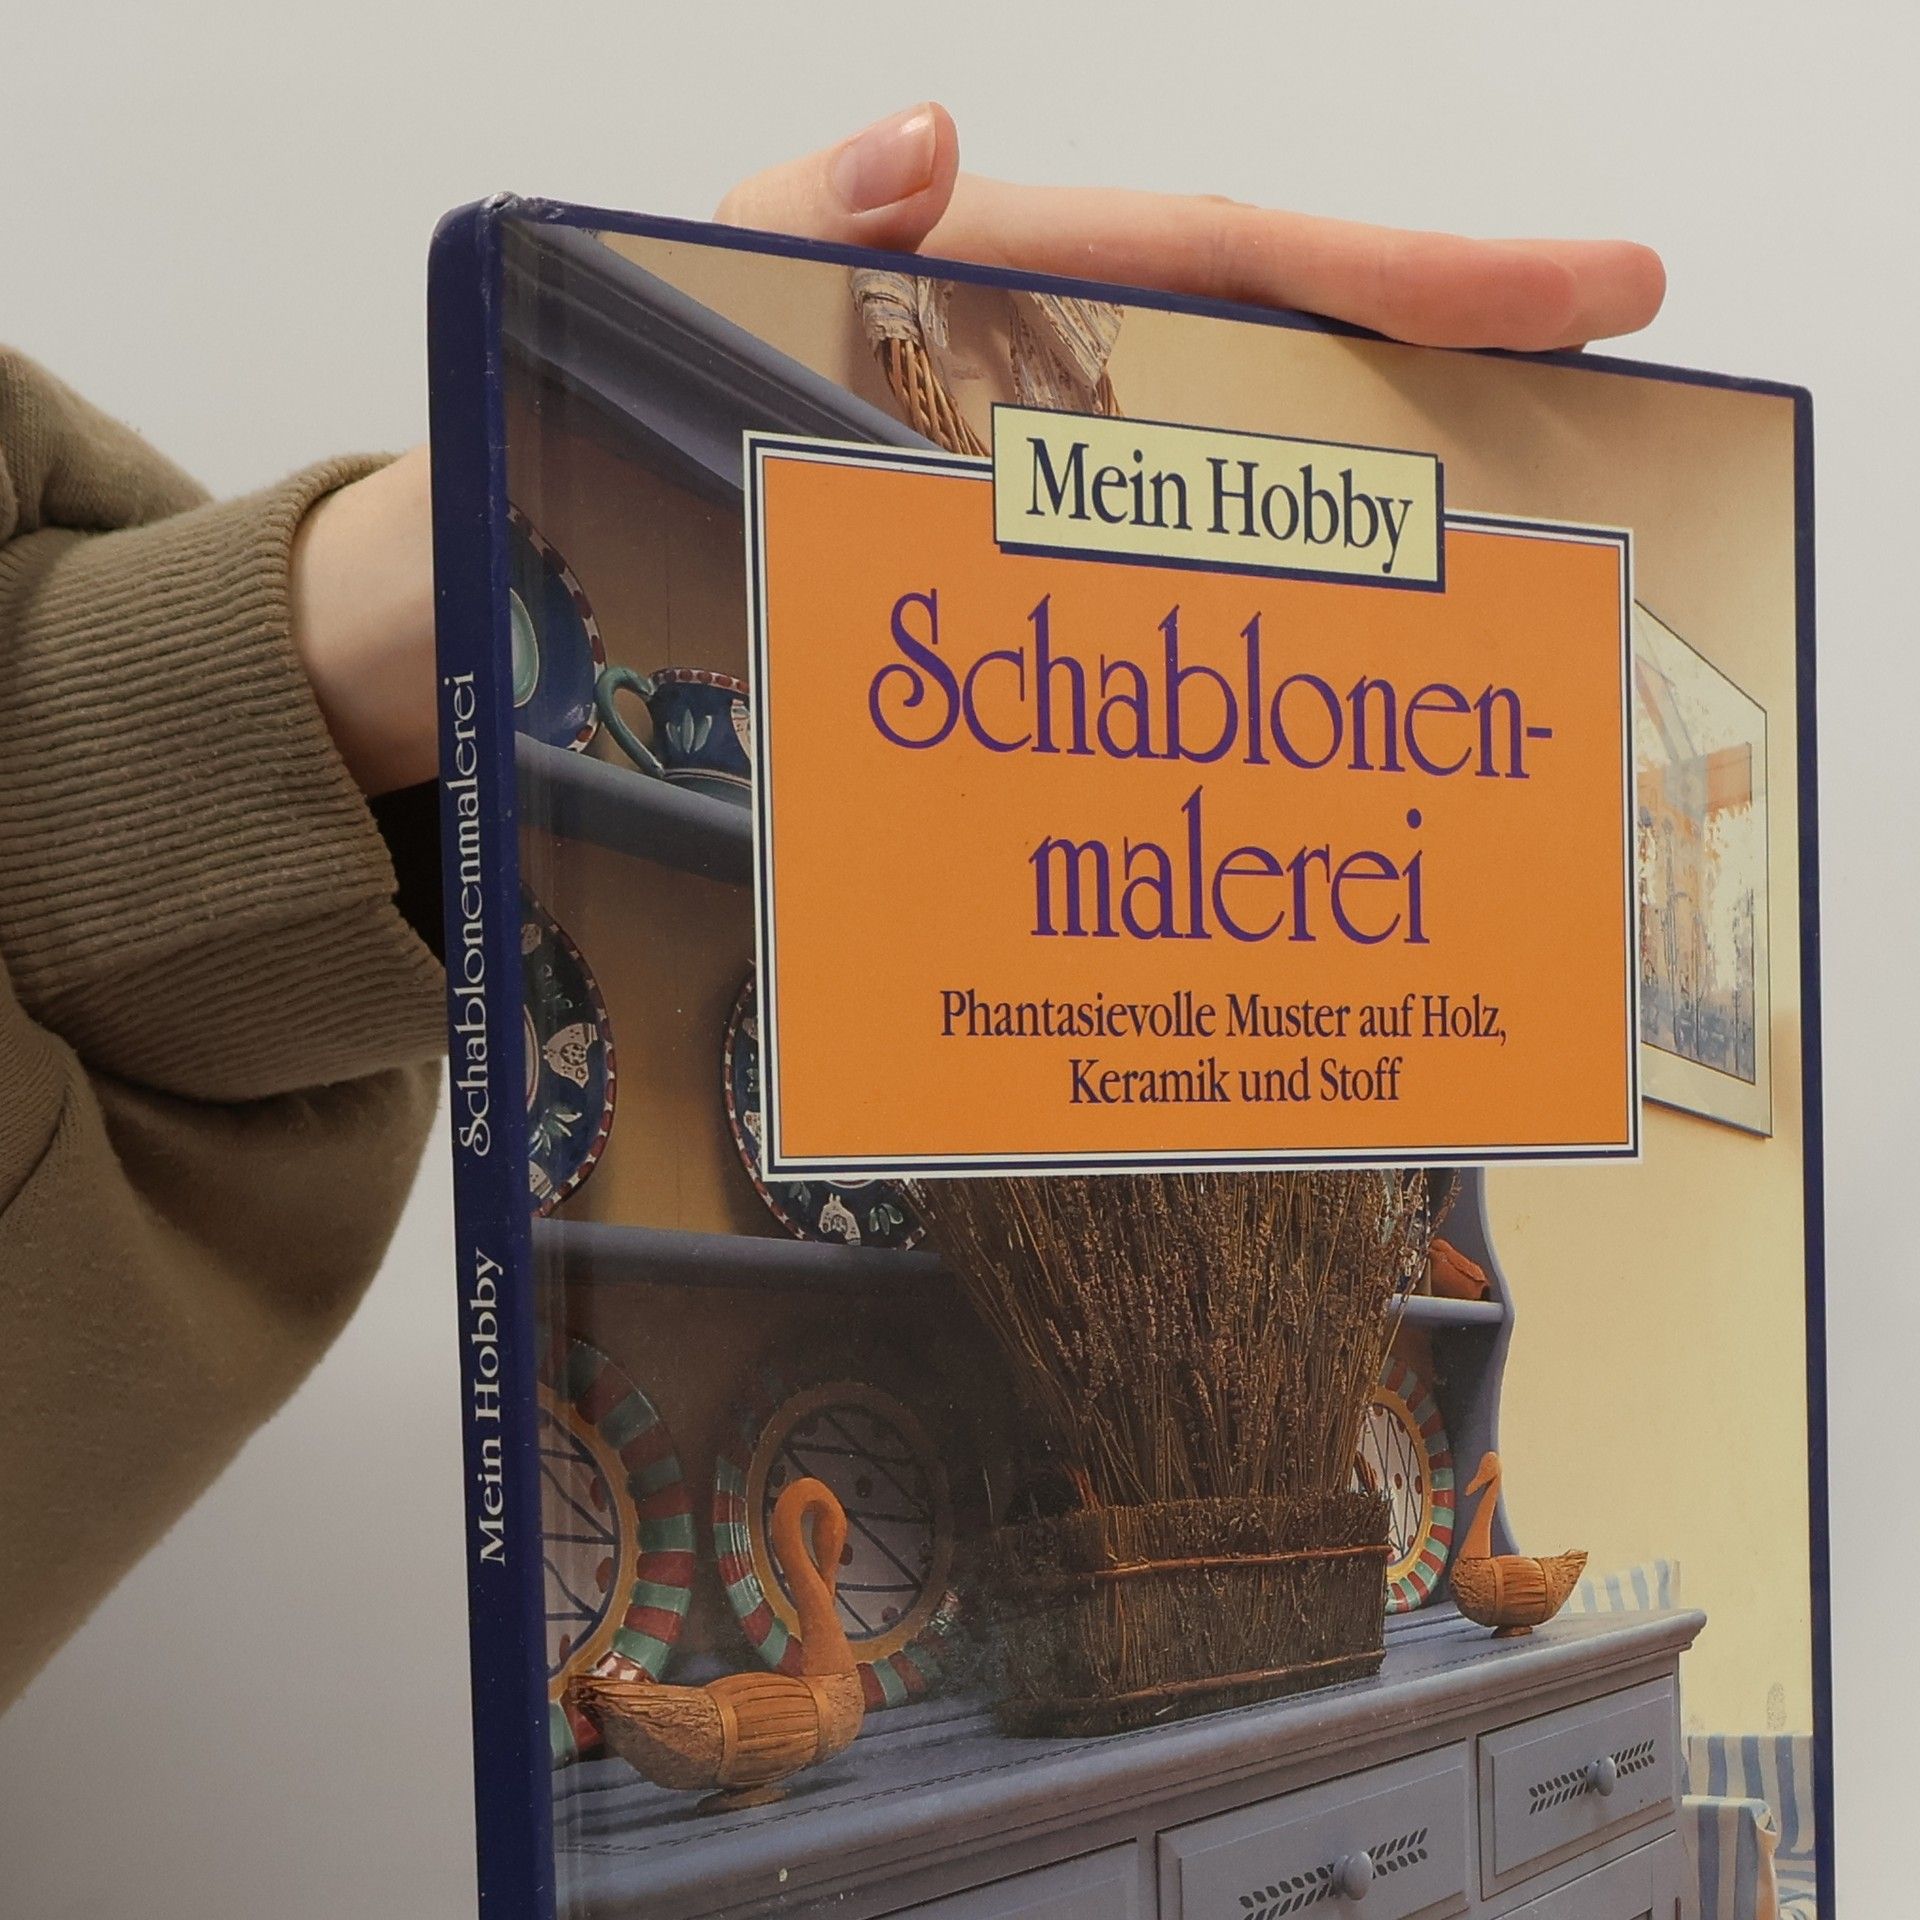 Mein Hobby
Schablonen-
malerei
Phantasievolle Muster auf Holz,
Keramik und Stoff
Mein Hobby Schablonenmalerei